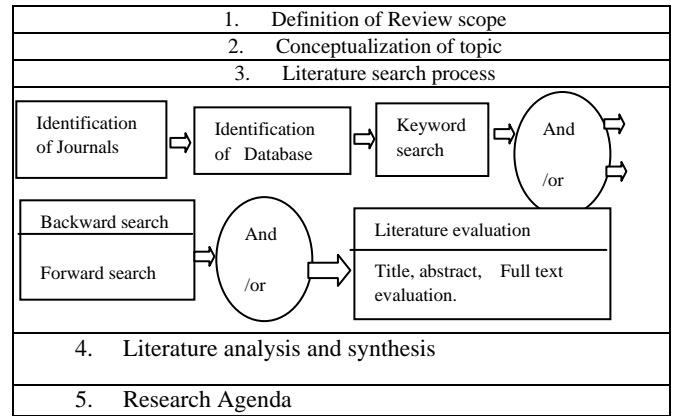 1. Definition of Review scope
2. Conceptualization of topic
3. Literature search process
Identification
of Journals
Identification
of Database
Keyword
search
And
/or
Backward search
Forward search
And
/or
Literature evaluation
Title, abstract, Full text
evaluation.
4. Literature analysis and synthesis
5. Research Agenda